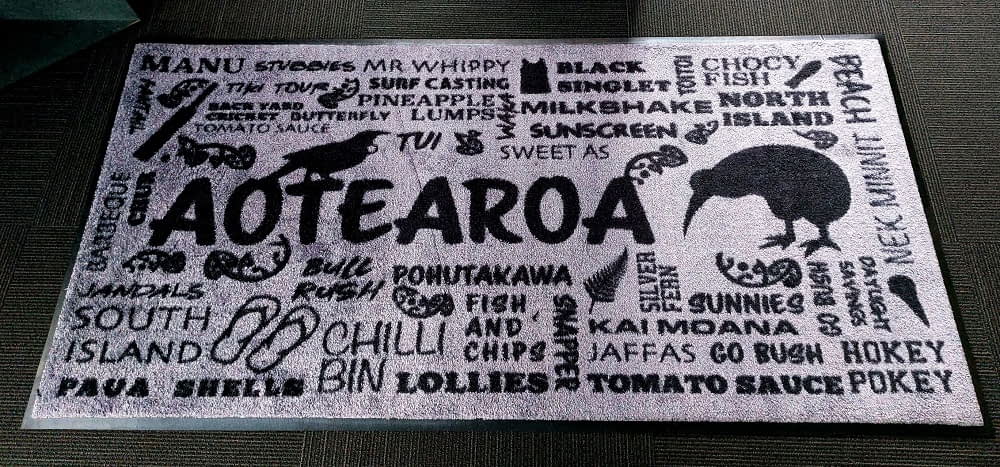 MANU STUBBIES MR WHIPPY
BLACK
SINGLET
TOITOI
CHOCY
FISH
BEACH
TIKI TOUR
SURF CASTING
BACK YARD
CRICKET
BUTTERFLY
PINEAPPLE
LUMPS
WAKA
MILKSHAKE
NORTH
ISLAND
TOMATO SAUCE
TUI
SUNSCREEN
SWEET AS
BARBEQUE
CRUR
AOTEAROA
NEK MINNIT
JANDALS
BULL
RUSH
POHUTAKAWA
SILVER
FERN
SUNNIES
GO BUSH
DAYLIGHT
SAVINGS
SOUTH
ISLAND
CHILLI
BIN
FISH
AND
CHIPS
SNAPPER
KAI MOANA
JAFFAS GO BUSH
HOKEY
POKEY
PAUA SHELLS
LOLLIES
TOMATO SAUCE